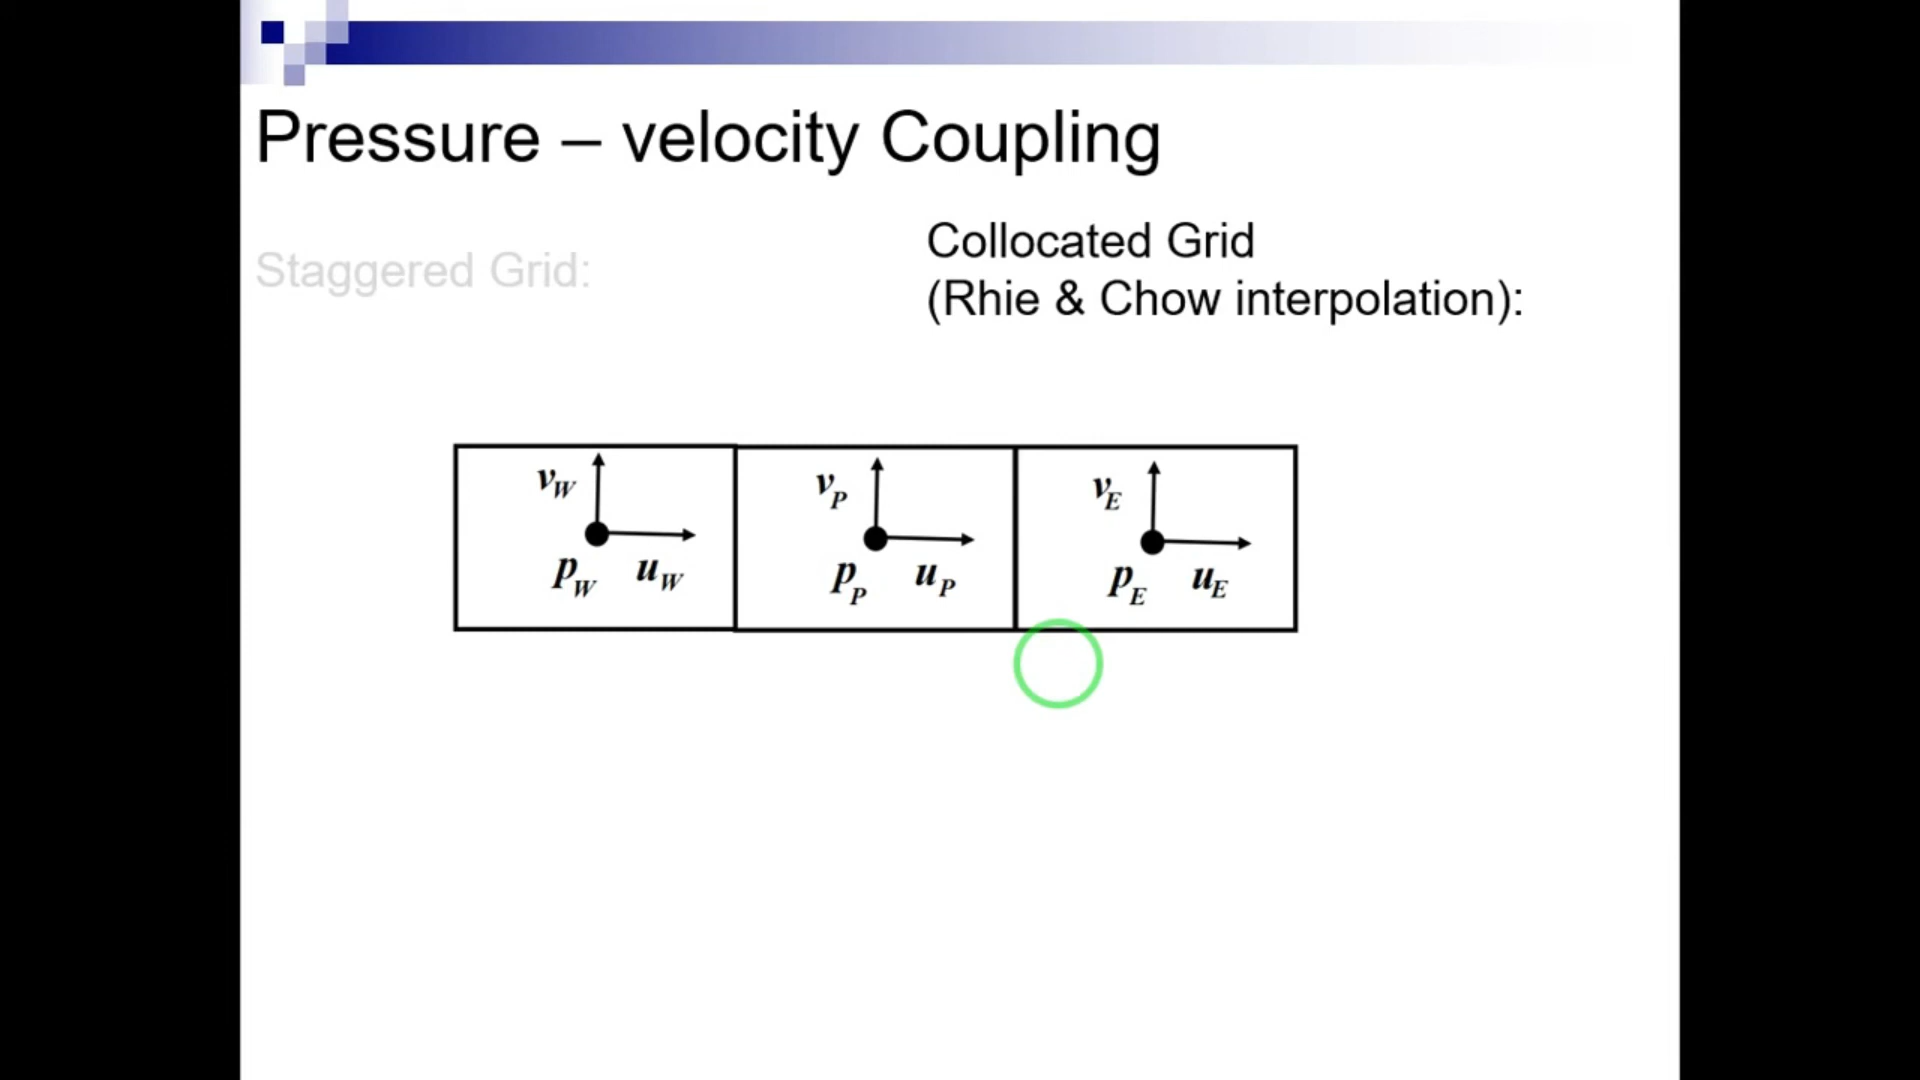 Pressure – velocity Coupling
Staggered Grid:
Collocated Grid
(Rhie & Chow interpolation):
v_W
p_W u_W
v_P
p_P u_P
v_E
p_E u_E